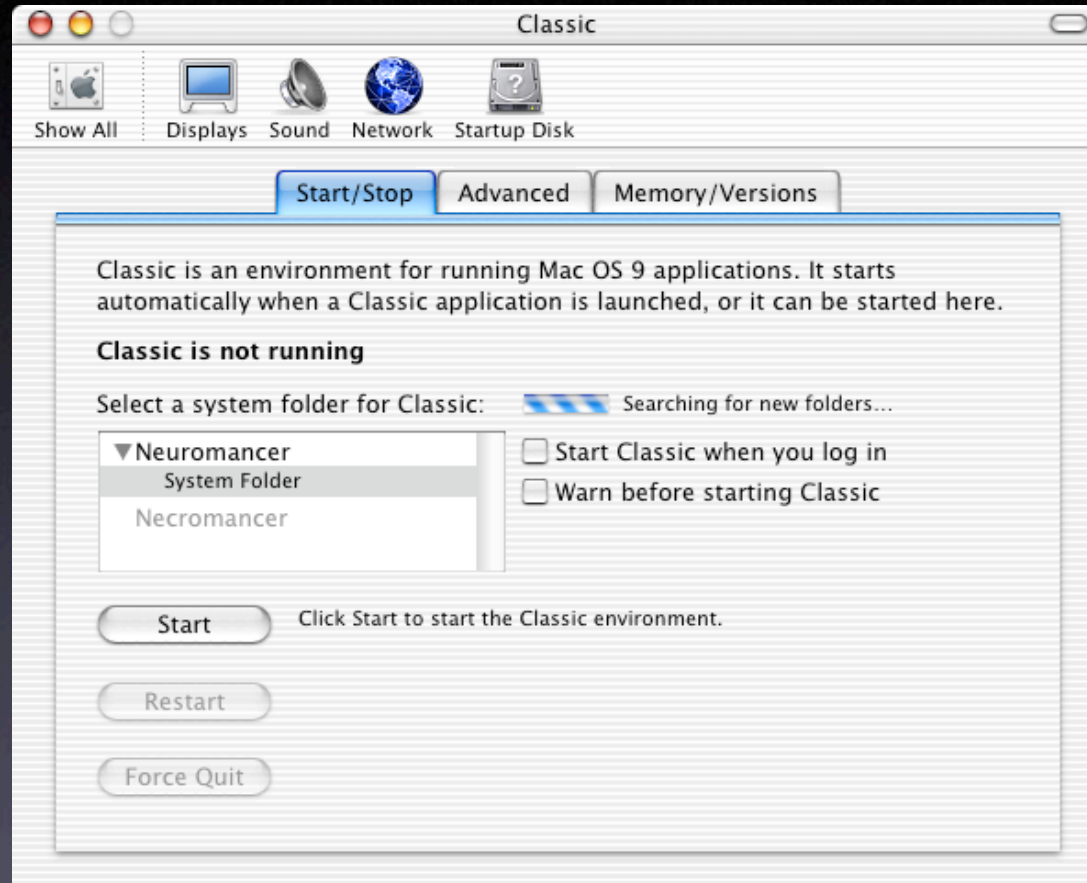 Classic
Show All Displays Sound Network Startup Disk
Start/Stop Advanced Memory/Versions
Classic is an environment for running Mac OS 9 applications. It starts
automatically when a Classic application is launched, or it can be started here.
Classic is not running
Select a system folder for Classic: Searching for new folders...
Neuromancer
System Folder
Necromancer
Start Classic when you log in
Warn before starting Classic
Start Click Start to start the Classic environment.
Restart
Force Quit